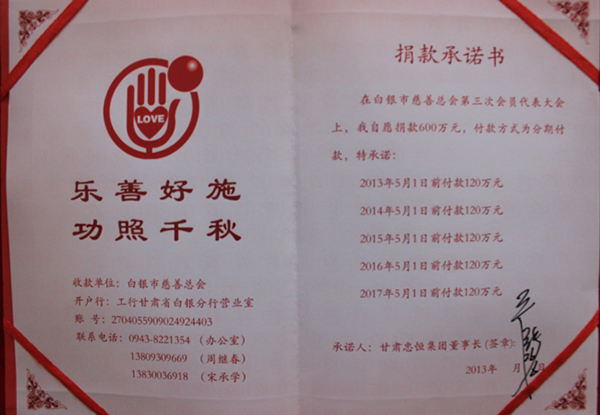 LOVE
乐善好施
功照千秋
收款单位：白银市慈善总会
开户行：工行甘肃省白银分行营业室
账 号：2704055909024924403
联系电话：0943-8221354 （办公室）
13809309669 （周继春）
13830036918 （宋承学）
捐款承诺书
在白银市慈善总会第三次会员代表大会
上，我自愿捐款600万元，付款方式为分期付
款，特承诺：
2013年5月1日前付款120万元
2014年5月1日前付款120万元
2015年5月1日前付款120万元
2016年5月1日前付款120万元
2017年5月1日前付款120万元
承诺人：甘肃忠恒集团董事长（签章）：
2013年 月 日